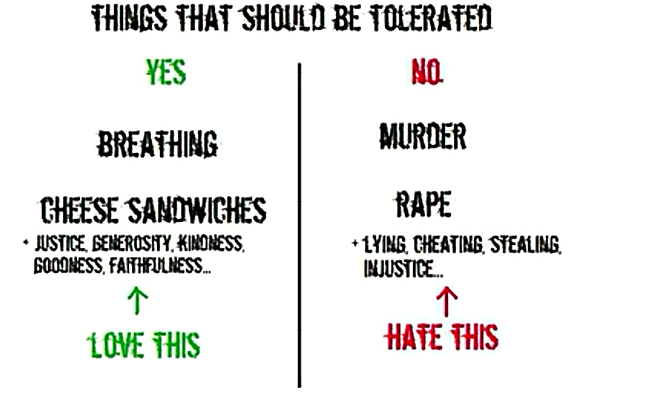 THINGS THAT SHOULD BE TOLERATED
YES
BREATHING
CHEESE SANDWICHES
+ JUSTICE, GENEROSITY, KINDNESS,
GOODNESS, FAITHFULNESS...
LOVE THIS
NO
MURDER
RAPE
+ LYING, CHEATING, STEALING,
INJUSTICE...
HATE THIS